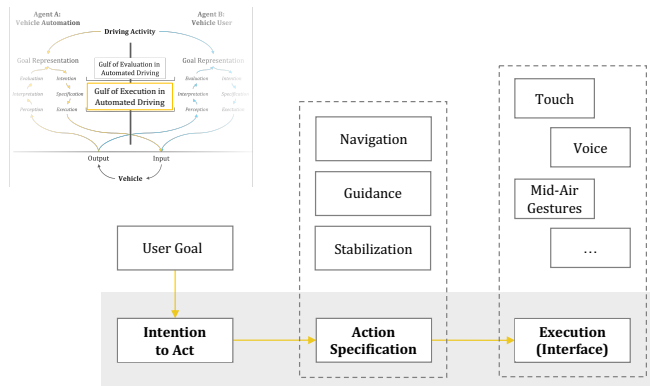 Agent A:
Vehicle Automation
Agent B:
Vehicle User
Driving Activity
Goal Representation
Goal Representation
Gulf of Evaluation in
Automated Driving
Gulf of Execution in
Automated Driving
Evaluation
Intention
Interpretation
Specification
Perception
Execution
Evaluation
Intention
Interpretation
Specification
Perception
Execution
Output
Input
Vehicle
Navigation
Guidance
Stabilization
Touch
Voice
Mid-Air
Gestures
...
User Goal
Intention
to Act
Action
Specification
Execution
(Interface)